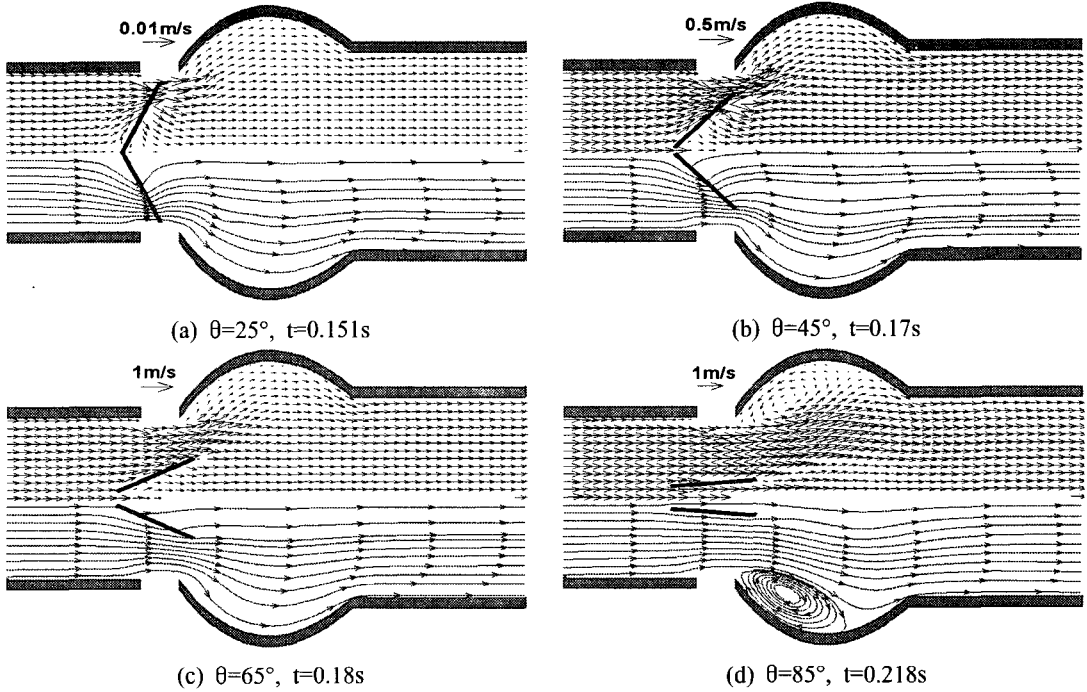 0.01m/s
0.5m/s
(a) θ=25°, t=0.151s
(b) θ=45°, t=0.17s
1m/s
1m/s
(c) θ=65°, t=0.18s
(d) θ=85°, t=0.218s